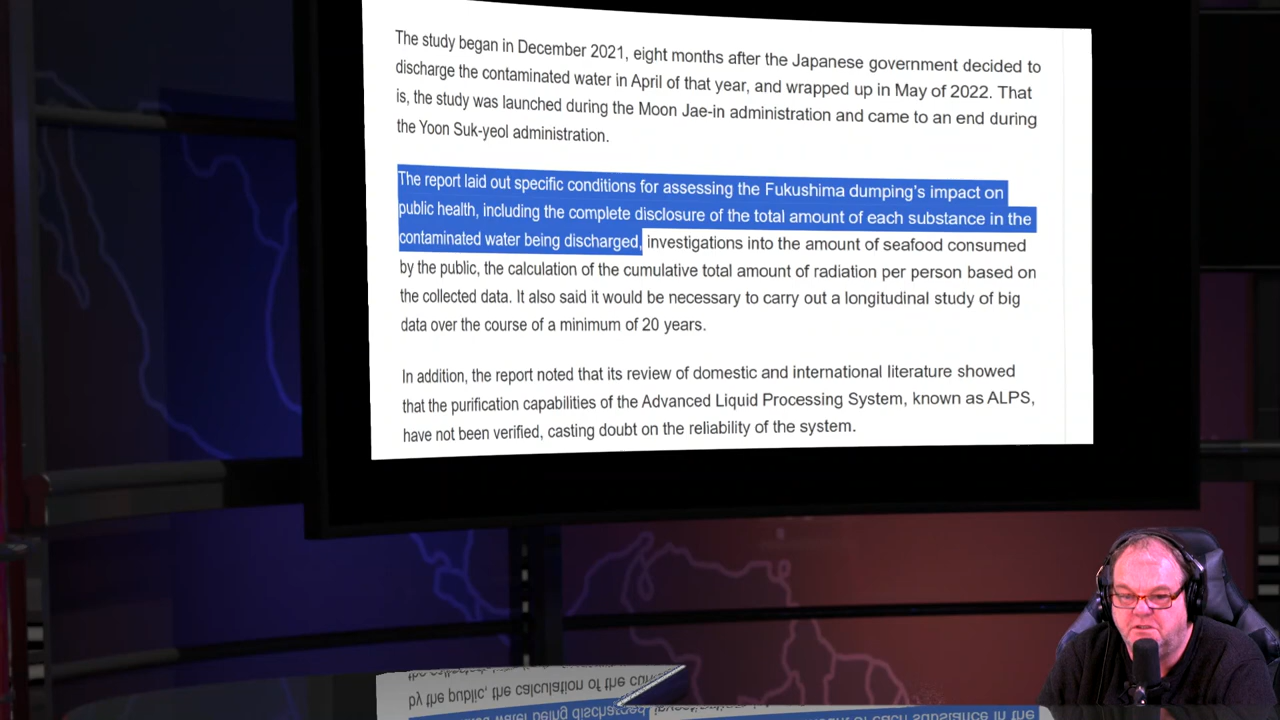 The study began in December 2021, eight months after the Japanese government decided to
discharge the contaminated water in April of that year, and wrapped up in May of 2022. That
is, the study was launched during the Moon Jae-in administration and came to an end during
the Yoon Suk-yeol administration.
The report laid out specific conditions for assessing the Fukushima dumping's impact on
public health, including the complete disclosure of the total amount of each substance in the
contaminated water being discharged, investigations into the amount of seafood consumed
by the public, the calculation of the cumulative total amount of radiation per person based on
the collected data. It also said it would be necessary to carry out a longitudinal study of big
data over the course of a minimum of 20 years.
In addition, the report noted that its review of domestic and international literature showed
that the purification capabilities of the Advanced Liquid Processing System, known as ALPS,
have not been verified, casting doubt on the reliability of the system.